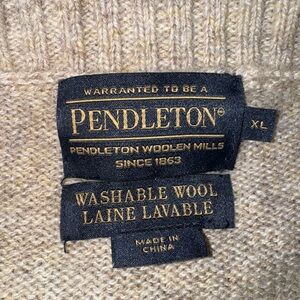 WARRANTED TO BE A
PENDLETON®
XL
PENDLETON WOOLEN MILLS
SINCE 1863
WASHABLE WOOL
LAINE LAVABLE
MADE IN
CHINA